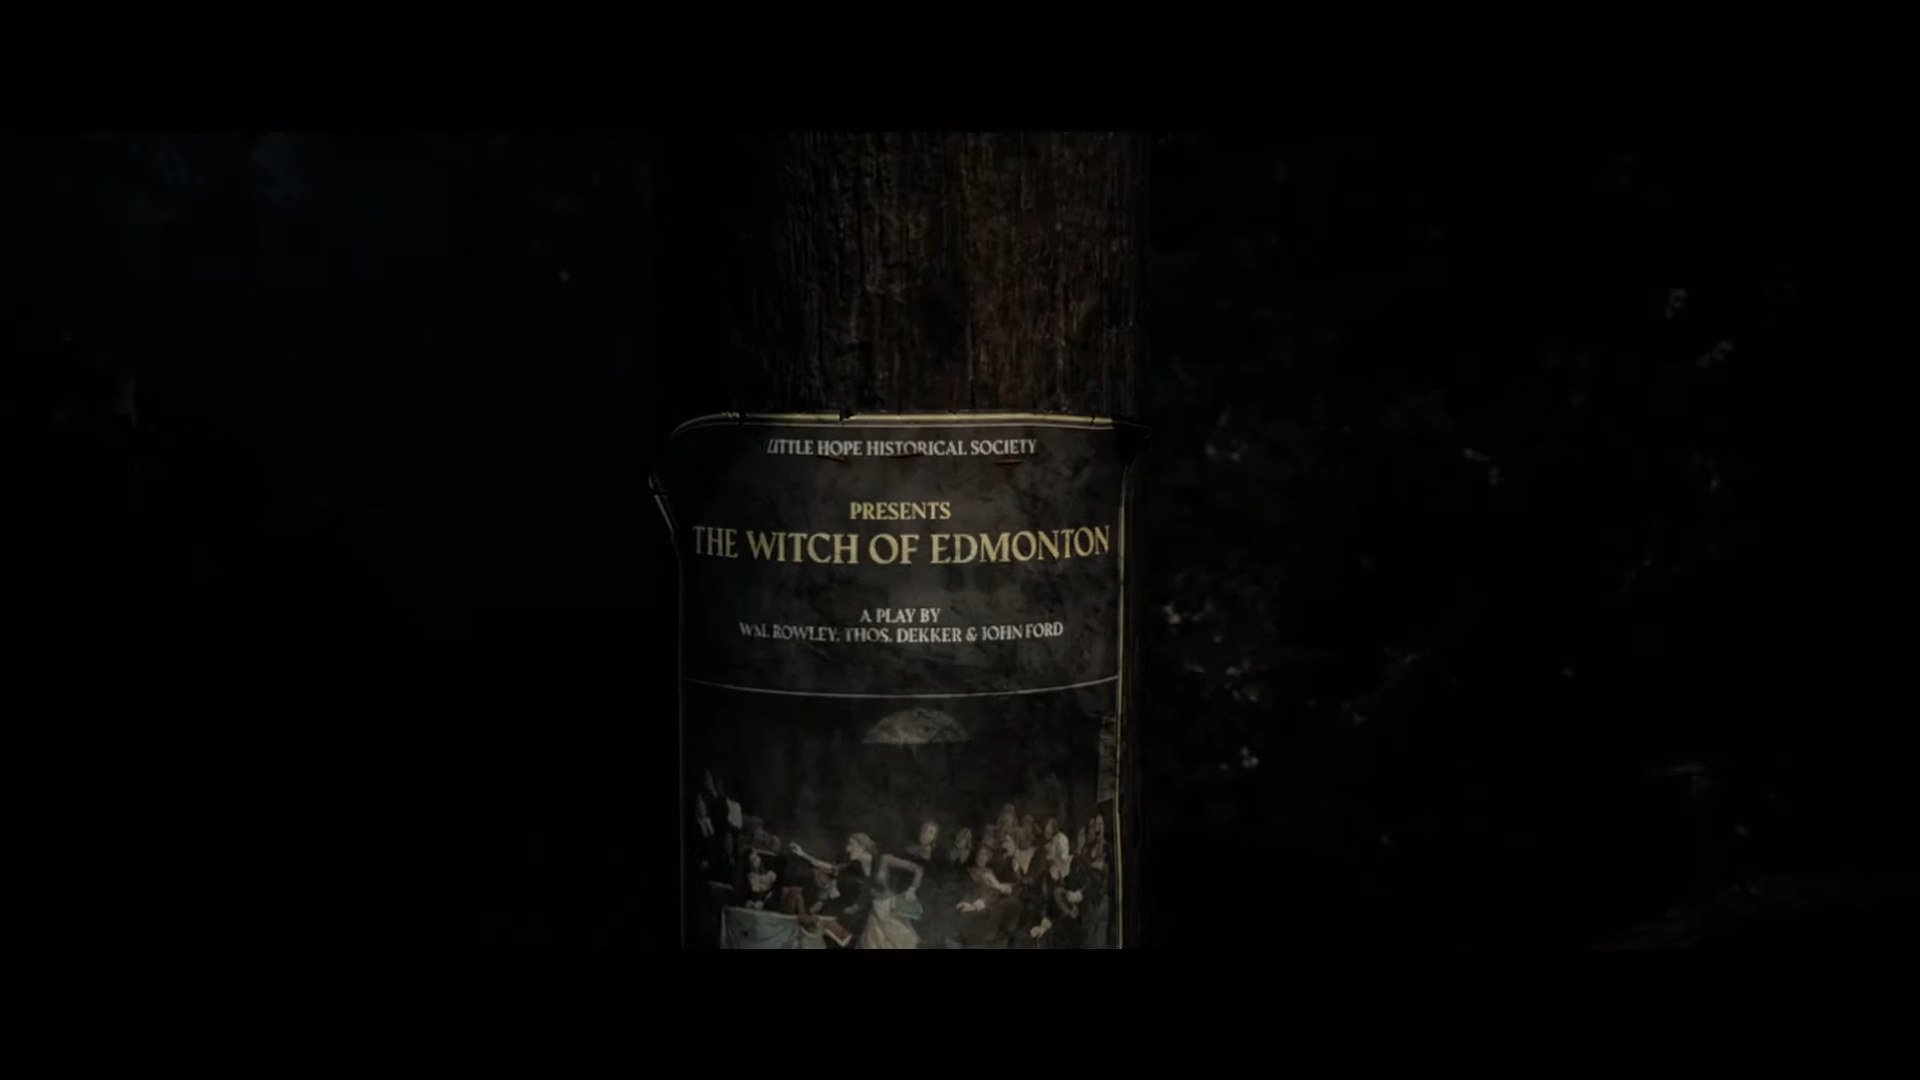 LITTLE HOPE HISTORICAL SOCIETY
PRESENTS
THE WITCH OF EDMONTON
A PLAY BY
WM. ROWLEY, THOS. DEKKER & JOHN FORD